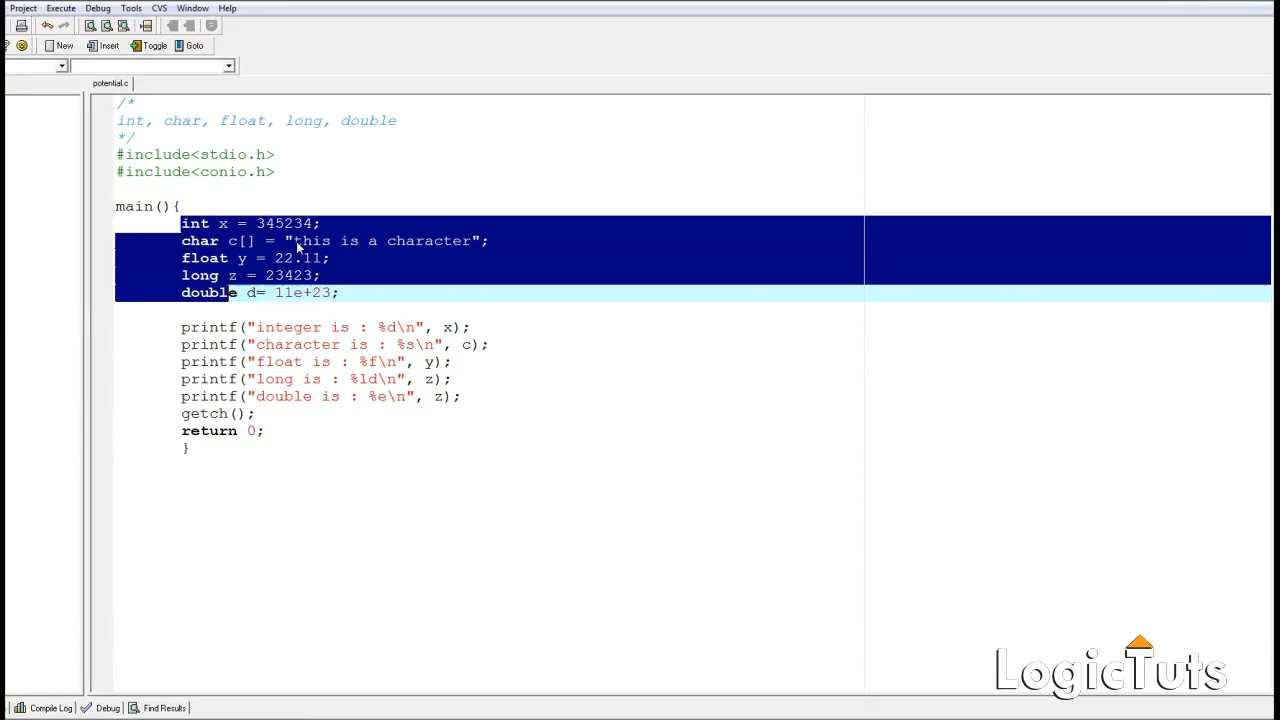 Project Execute Debug Tools CVS Window Help
New Insert Toggle Goto
potential.c
/*
int, char, float, long, double
*/
#include<stdio.h>
#include<conio.h>
main(){
int x = 345234;
char c[] = "this is a character";
float y = 22.11;
long z = 23423;
double d= 11e+23;
printf("integer is : %d\n", x);
printf("character is : %s\n", c);
printf("float is : %f\n", y);
printf("long is : %ld\n", z);
printf("double is : %e\n", z);
getch();
return 0;
}
LogicTuts
Compile Log Debug Find Results